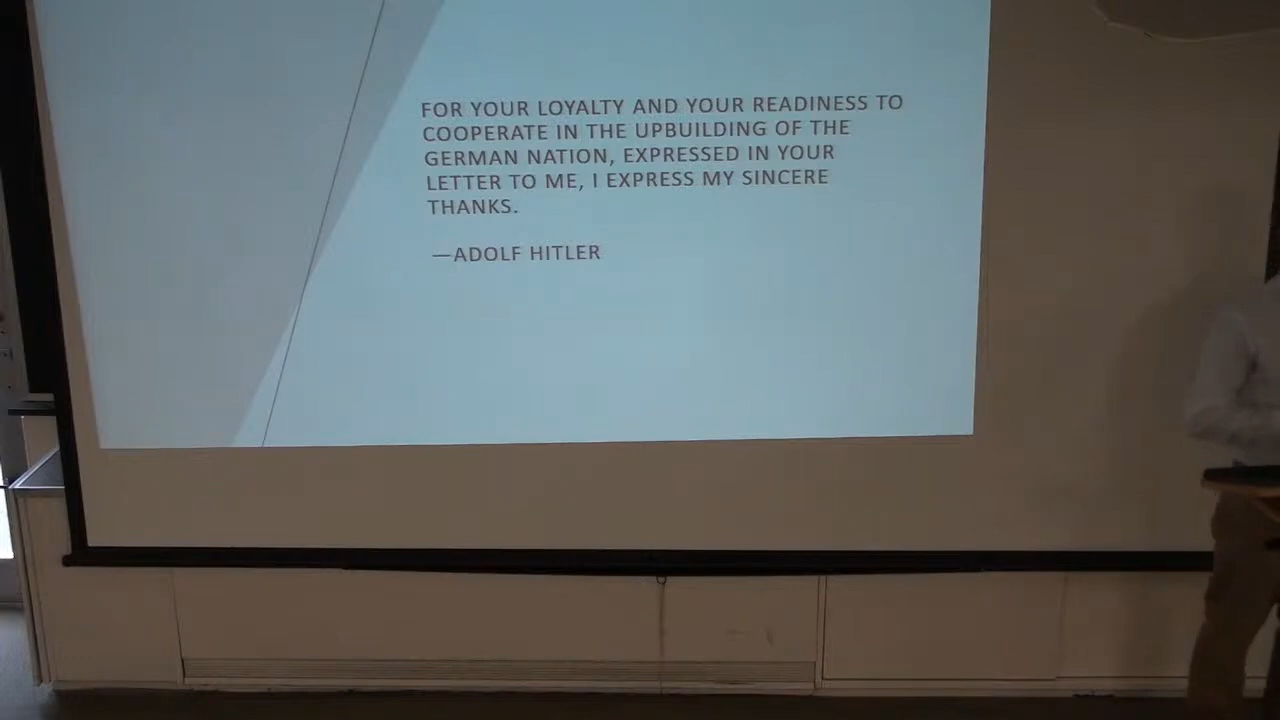 FOR YOUR LOYALTY AND YOUR READINESS TO
COOPERATE IN THE UPBUILDING OF THE
GERMAN NATION, EXPRESSED IN YOUR
LETTER TO ME, I EXPRESS MY SINCERE
THANKS.
—ADOLF HITLER